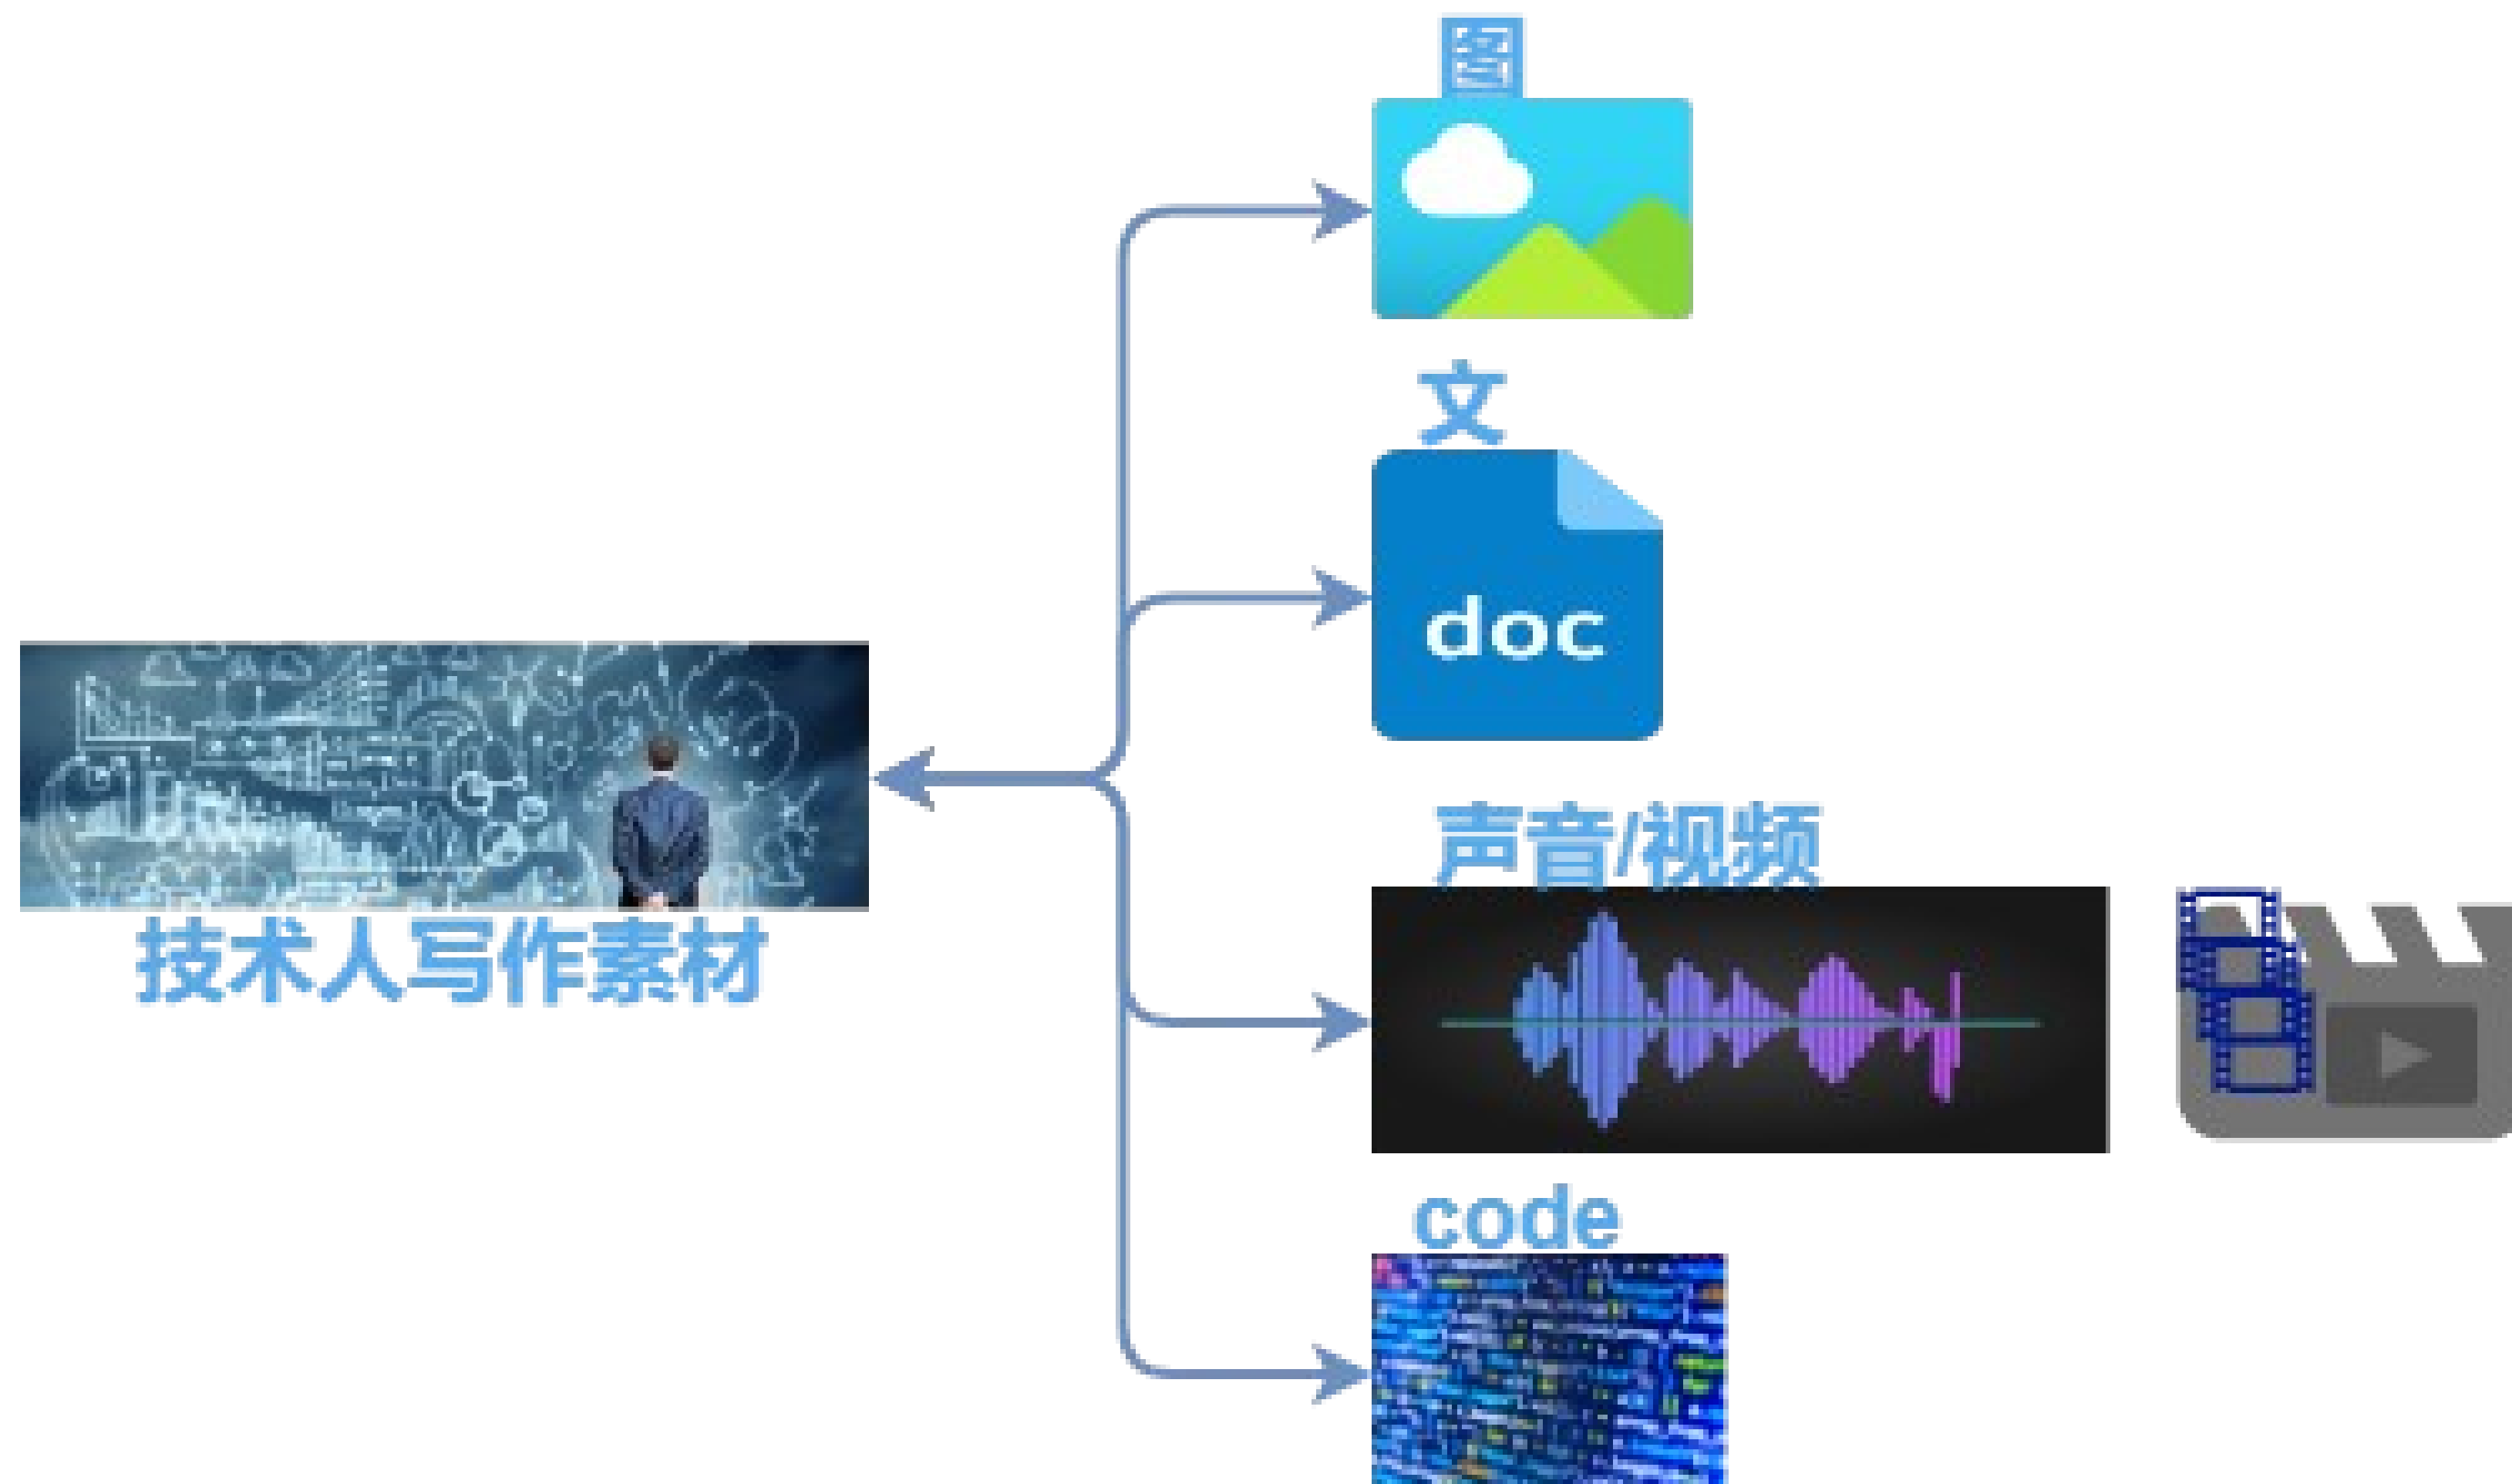 图
文
doc
声音/视频
技术人写作素材
code